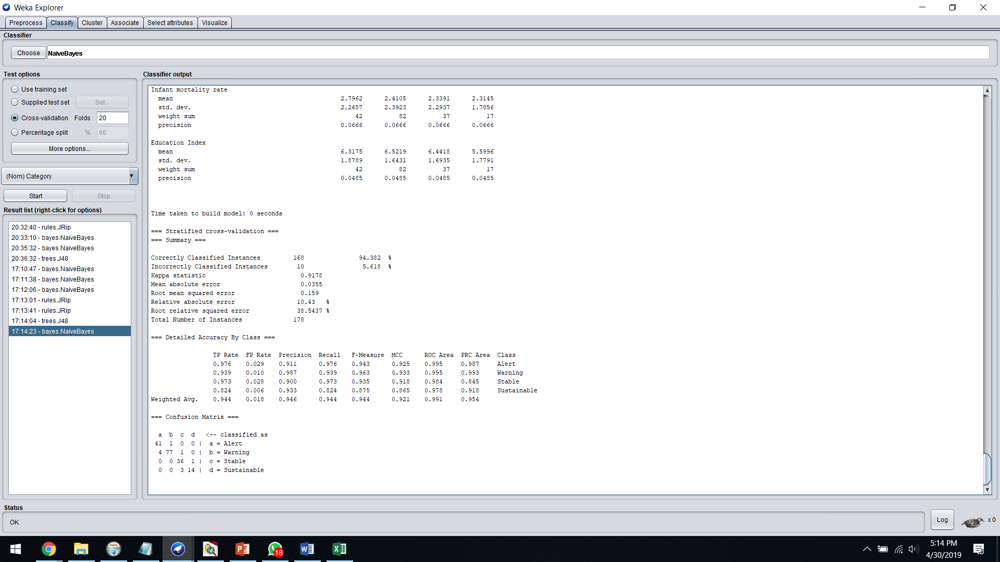 Weka Explorer
Preprocess Classify Cluster Associate Select attributes Visualize
Classifier
Choose NaiveBayes
Test options
Use training set
Supplied test set Set...
Cross-validation Folds 20
Percentage split % 66
More options...
(Nom) Category
Start Stop
Result list (right-click for options)
20:32:40 - rules.JRip
20:33:10 - bayes.NaiveBayes
20:35:32 - bayes.NaiveBayes
20:36:32 - trees.J48
17:10:47 - bayes.NaiveBayes
17:11:38 - bayes.NaiveBayes
17:12:06 - bayes.NaiveBayes
17:13:01 - rules.JRip
17:13:41 - rules.JRip
17:14:04 - trees.J48
17:14:23 - bayes.NaiveBayes
Classifier output
Infant mortality rate
mean 2.7962 2.4105 2.3391 2.3145
std. dev. 2.2687 2.3923 2.2937 1.7856
weight sum 42 82 37 17
precision 0.0666 0.0666 0.0666 0.0666
Education Index
mean 6.3175 6.5219 6.4418 5.5996
std. dev. 1.8789 1.6431 1.6935 1.7791
weight sum 42 82 37 17
precision 0.0485 0.0485 0.0485 0.0485
Time taken to build model: 0 seconds
=== Stratified cross-validation ===
=== Summary ===
Correctly Classified Instances 168 94.382 %
Incorrectly Classified Instances 10 5.618 %
Kappa statistic 0.9178
Mean absolute error 0.0355
Root mean squared error 0.159
Relative absolute error 10.43 %
Root relative squared error 38.5437 %
Total Number of Instances 178
=== Detailed Accuracy By Class ===
TP Rate FP Rate Precision Recall F-Measure MCC ROC Area PRC Area Class
0.976 0.029 0.911 0.976 0.943 0.925 0.995 0.987 Alert
0.939 0.010 0.987 0.939 0.963 0.933 0.995 0.993 Warning
0.973 0.028 0.900 0.973 0.935 0.918 0.984 0.845 Stable
0.824 0.006 0.933 0.824 0.875 0.865 0.978 0.918 Sustainable
Weighted Avg. 0.944 0.018 0.946 0.944 0.944 0.921 0.991 0.954
=== Confusion Matrix ===
a b c d <-- classified as
41 1 0 0 | a = Alert
4 77 1 0 | b = Warning
0 0 36 1 | c = Stable
0 0 3 14 | d = Sustainable
Status
OK
Log
x 0
18
5:14 PM
4/30/2019